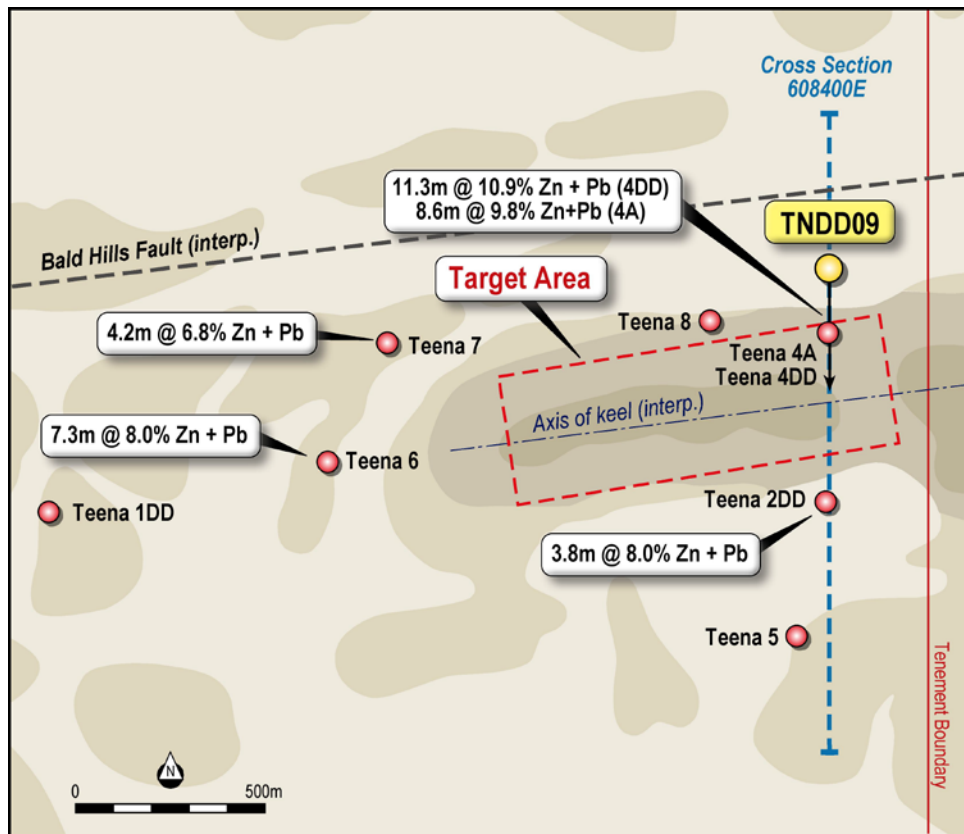 Cross Section
608400E
11.3m @ 10.9% Zn + Pb (4DD)
8.6m @ 9.8% Zn+Pb (4A)
TNDD09
Bald Hills Fault (interp.)
Target Area
4.2m @ 6.8% Zn + Pb
Teena 7
Teena 8
Teena 4A
Teena 4DD
Axis of keel (interp.)
7.3m @ 8.0% Zn + Pb
Teena 6
Teena 1DD
Teena 2DD
3.8m @ 8.0% Zn + Pb
Teena 5
Tenement Boundary
N
0
500m